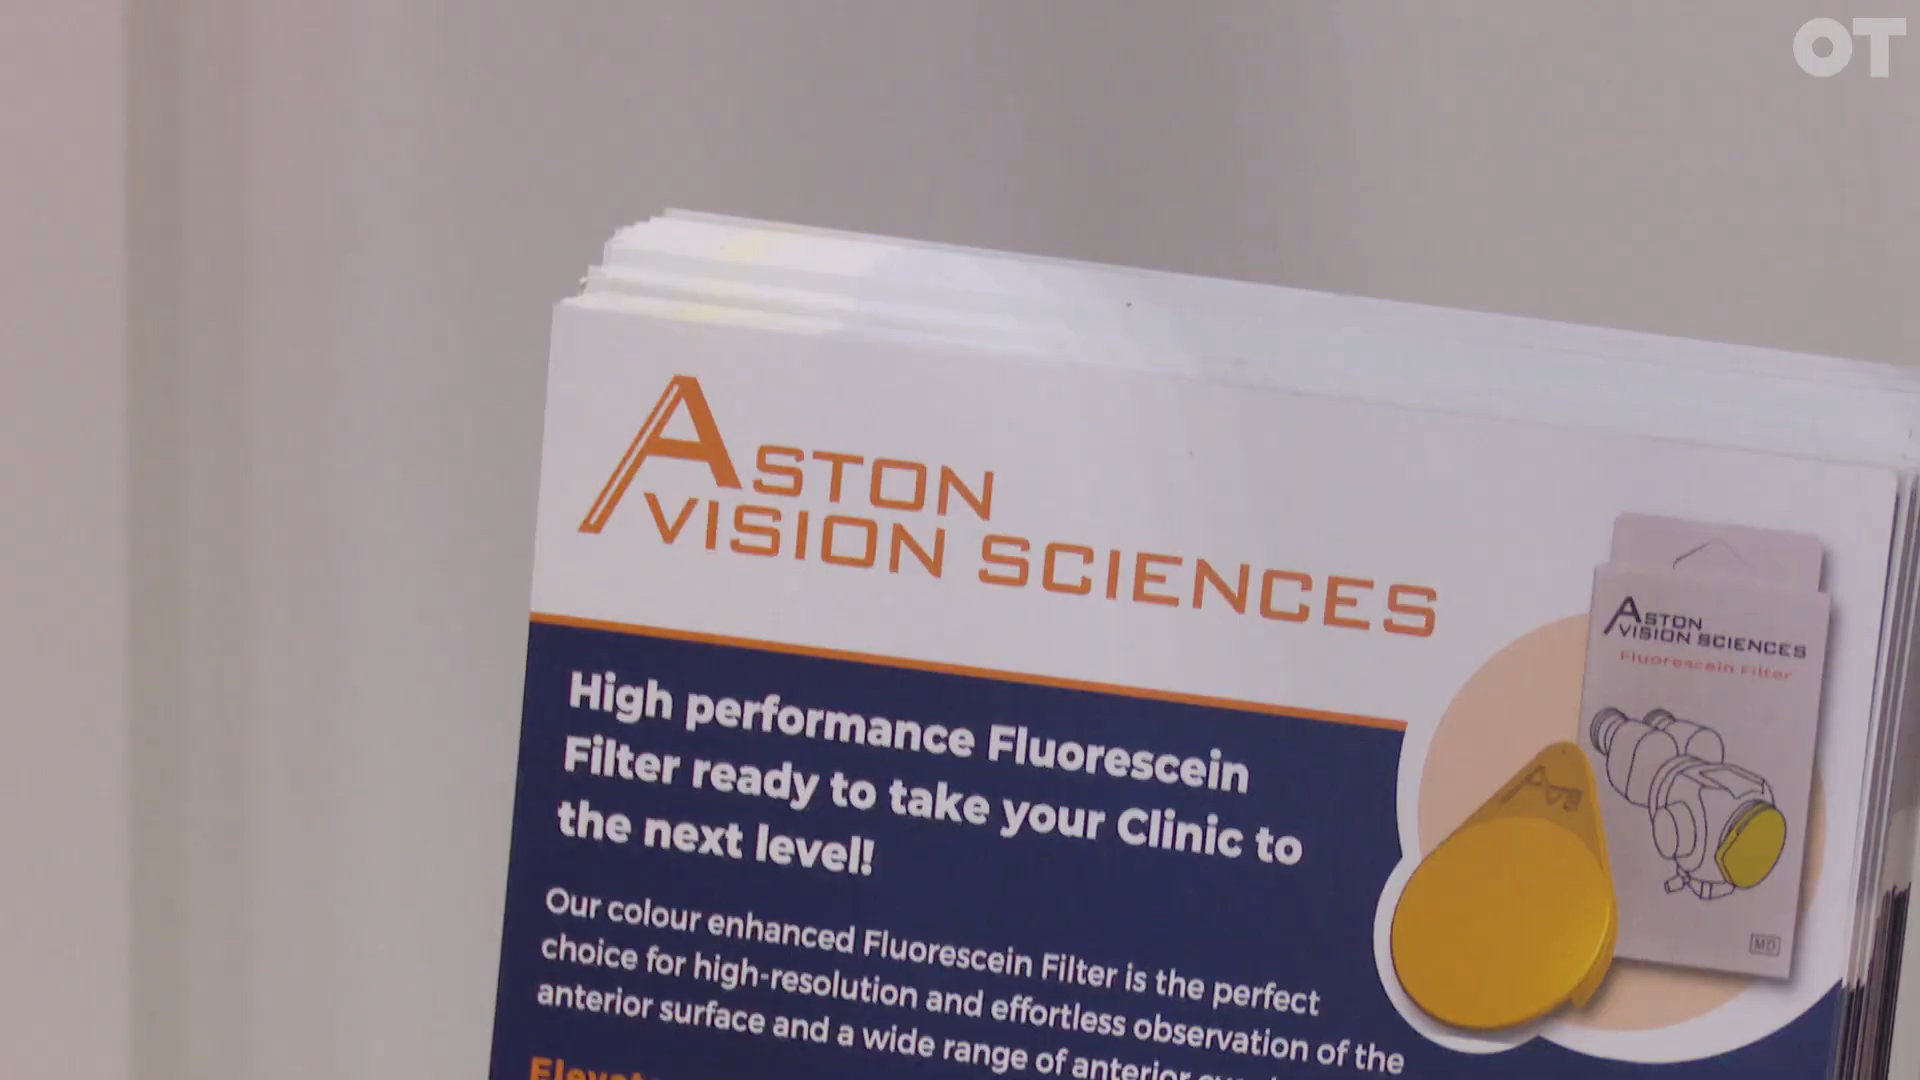 OT
ASTON
VISION SCIENCES
ASTON
VISION SCIENCES
Fluorescein Filter
High performance Fluorescein
Filter ready to take your Clinic to
the next level!
AVS
Our colour enhanced Fluorescein Filter is the perfect
choice for high-resolution and effortless observation of the
anterior surface and a wide range of anterior
MD